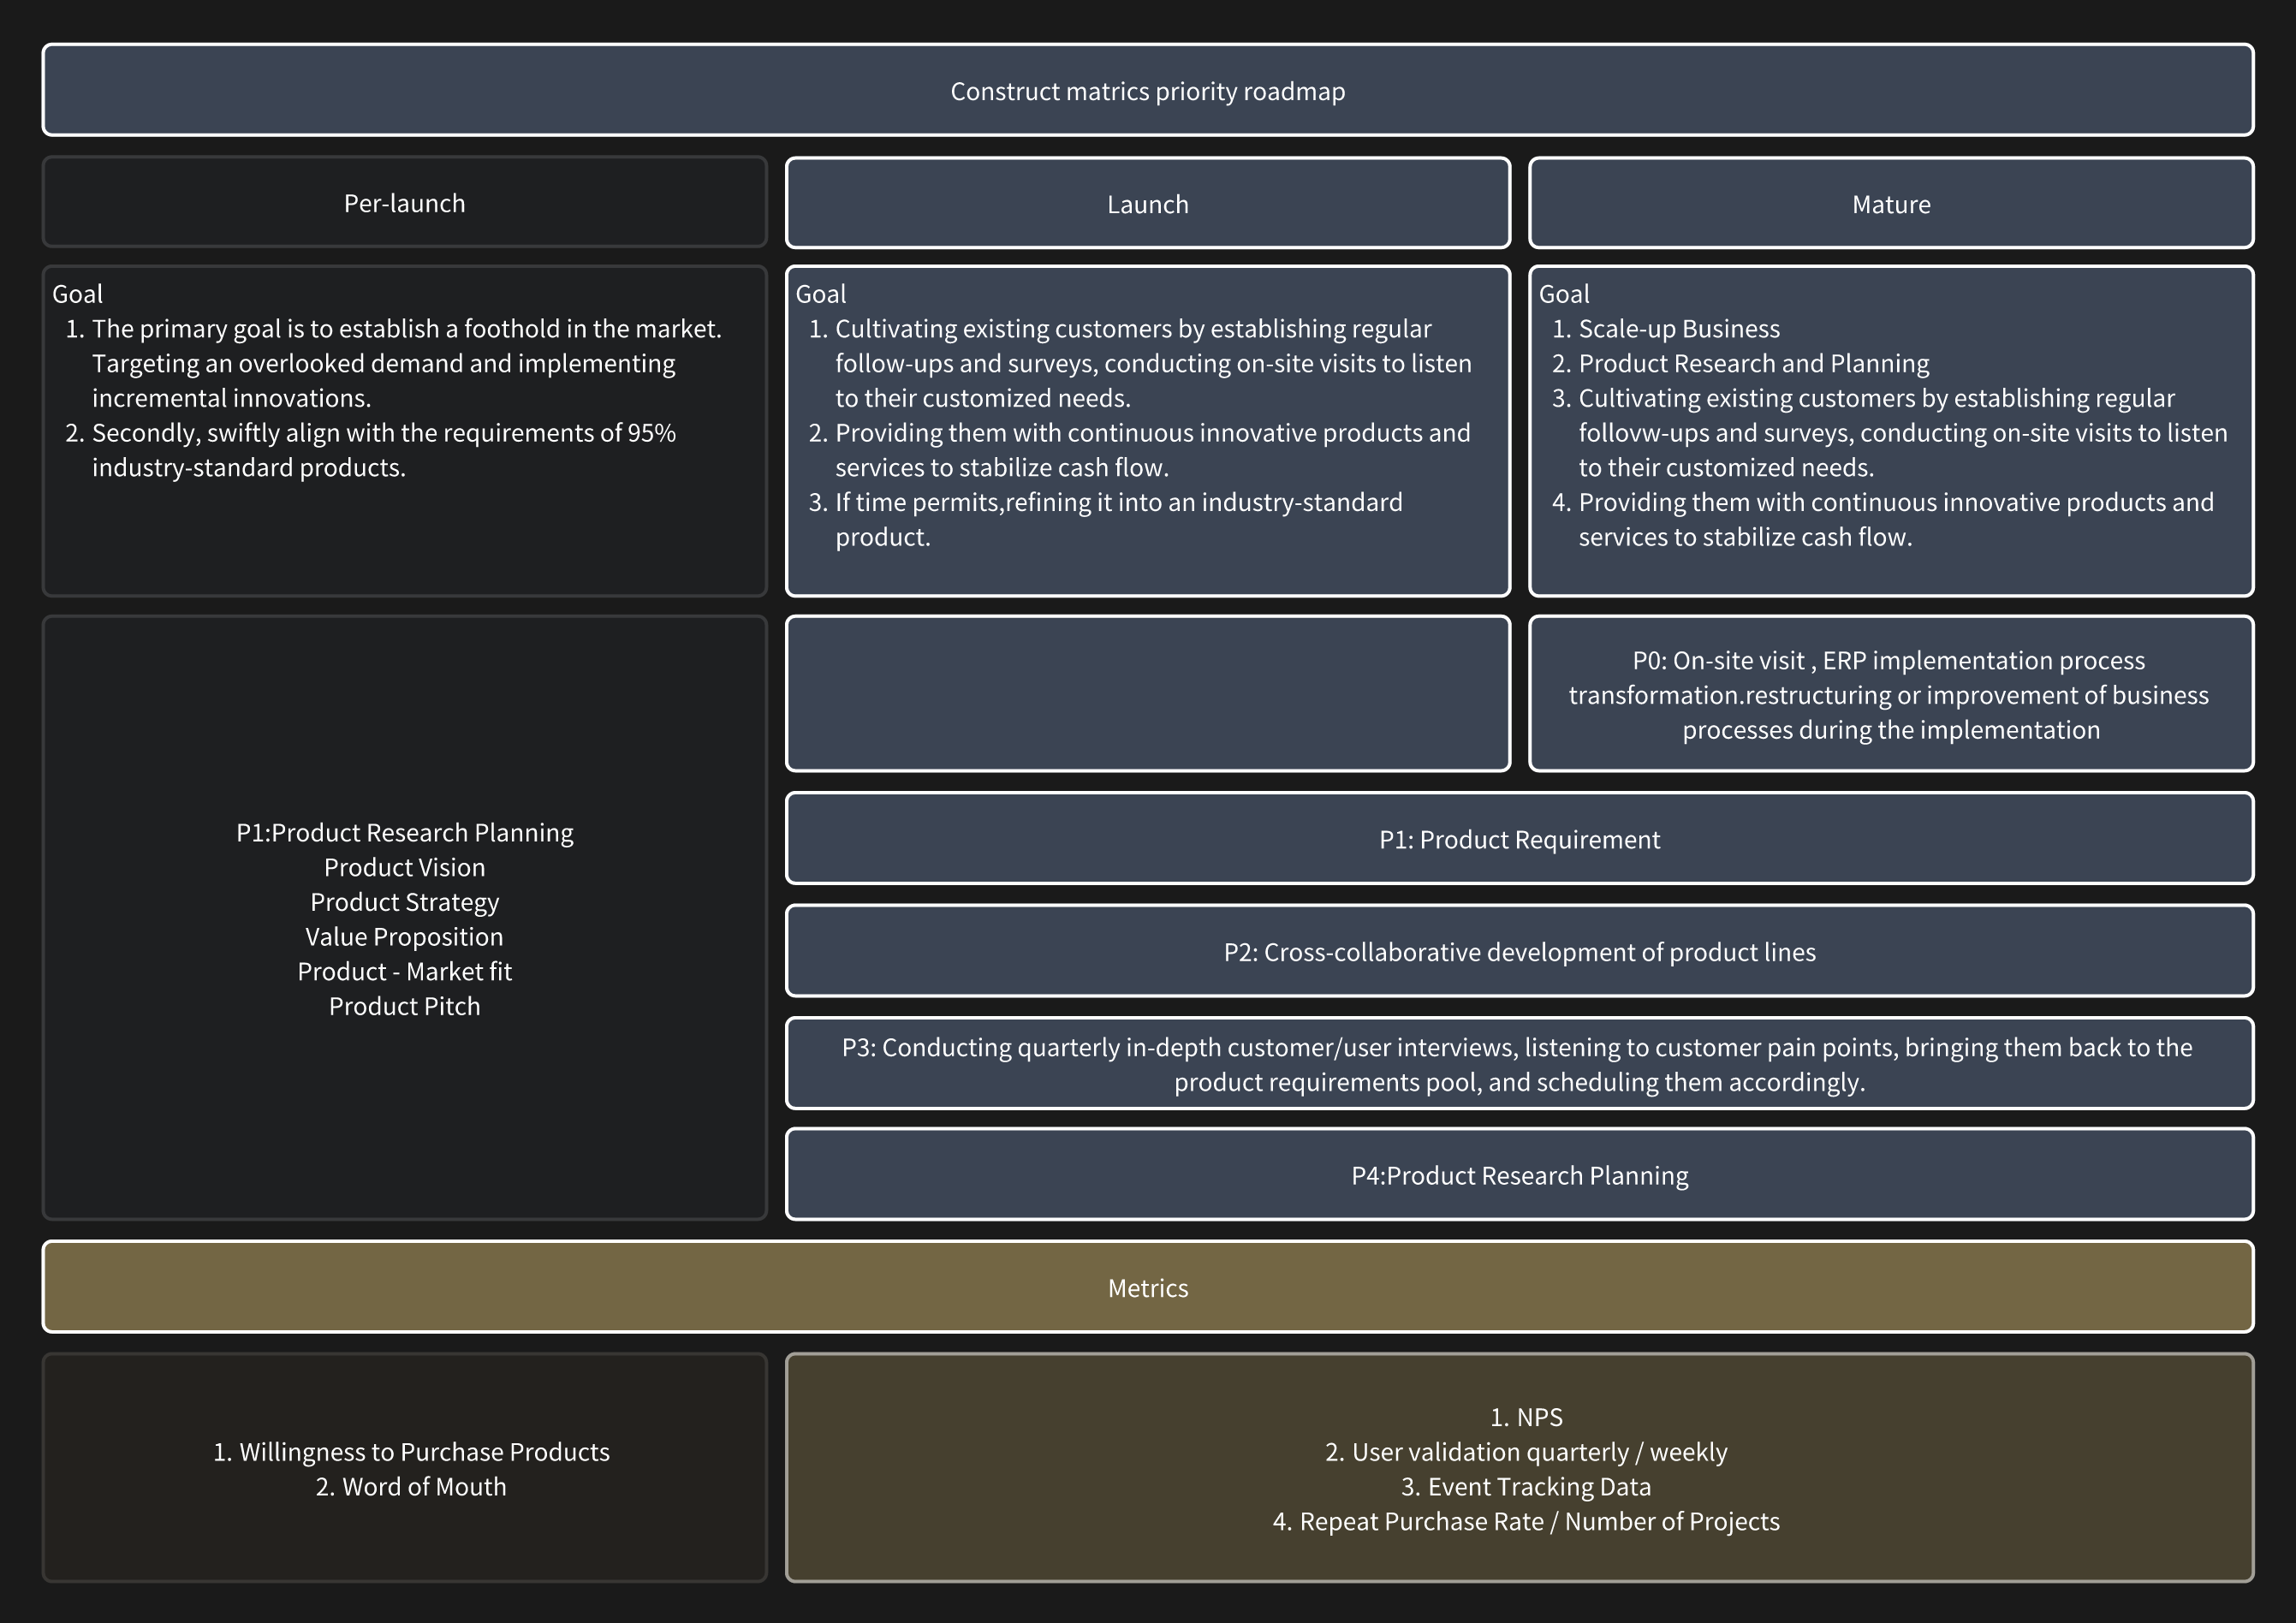 Construct matrics priority roadmap
Per-launch
Launch
Mature
Goal
1. The primary goal is to establish a foothold in the market.
Targeting an overlooked demand and implementing
incremental innovations.
2. Secondly, swiftly align with the requirements of 95%
industry-standard products.
Goal
1. Cultivating existing customers by establishing regular
follow-ups and surveys, conducting on-site visits to listen
to their customized needs.
2. Providing them with continuous innovative products and
services to stabilize cash flow.
3. If time permits,refining it into an industry-standard
product.
Goal
1. Scale-up Business
2. Product Research and Planning
3. Cultivating existing customers by establishing regular
follovw-ups and surveys, conducting on-site visits to listen
to their customized needs.
4. Providing them with continuous innovative products and
services to stabilize cash flow.
P1:Product Research Planning
Product Vision
Product Strategy
Value Proposition
Product - Market fit
Product Pitch
P0: On-site visit , ERP implementation process
transformation.restructuring or improvement of business
processes during the implementation
P1: Product Requirement
P2: Cross-collaborative development of product lines
P3: Conducting quarterly in-depth customer/user interviews, listening to customer pain points, bringing them back to the
product requirements pool, and scheduling them accordingly.
P4:Product Research Planning
Metrics
1. Willingness to Purchase Products
2. Word of Mouth
1. NPS
2. User validation quarterly / weekly
3. Event Tracking Data
4. Repeat Purchase Rate / Number of Projects